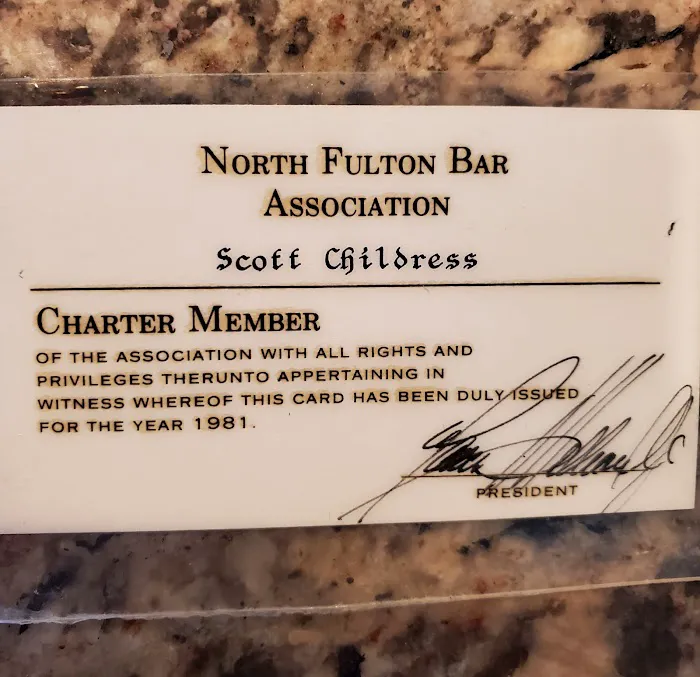 NORTH FULTON BAR
ASSOCIATION
Scott Childress
CHARTER MEMBER
OF THE ASSOCIATION WITH ALL RIGHTS AND
PRIVILEGES THERUNTO APPERTAINING IN
WITNESS WHEREOF THIS CARD HAS BEEN DULY ISSUED
FOR THE YEAR 1981.
PRESIDENT